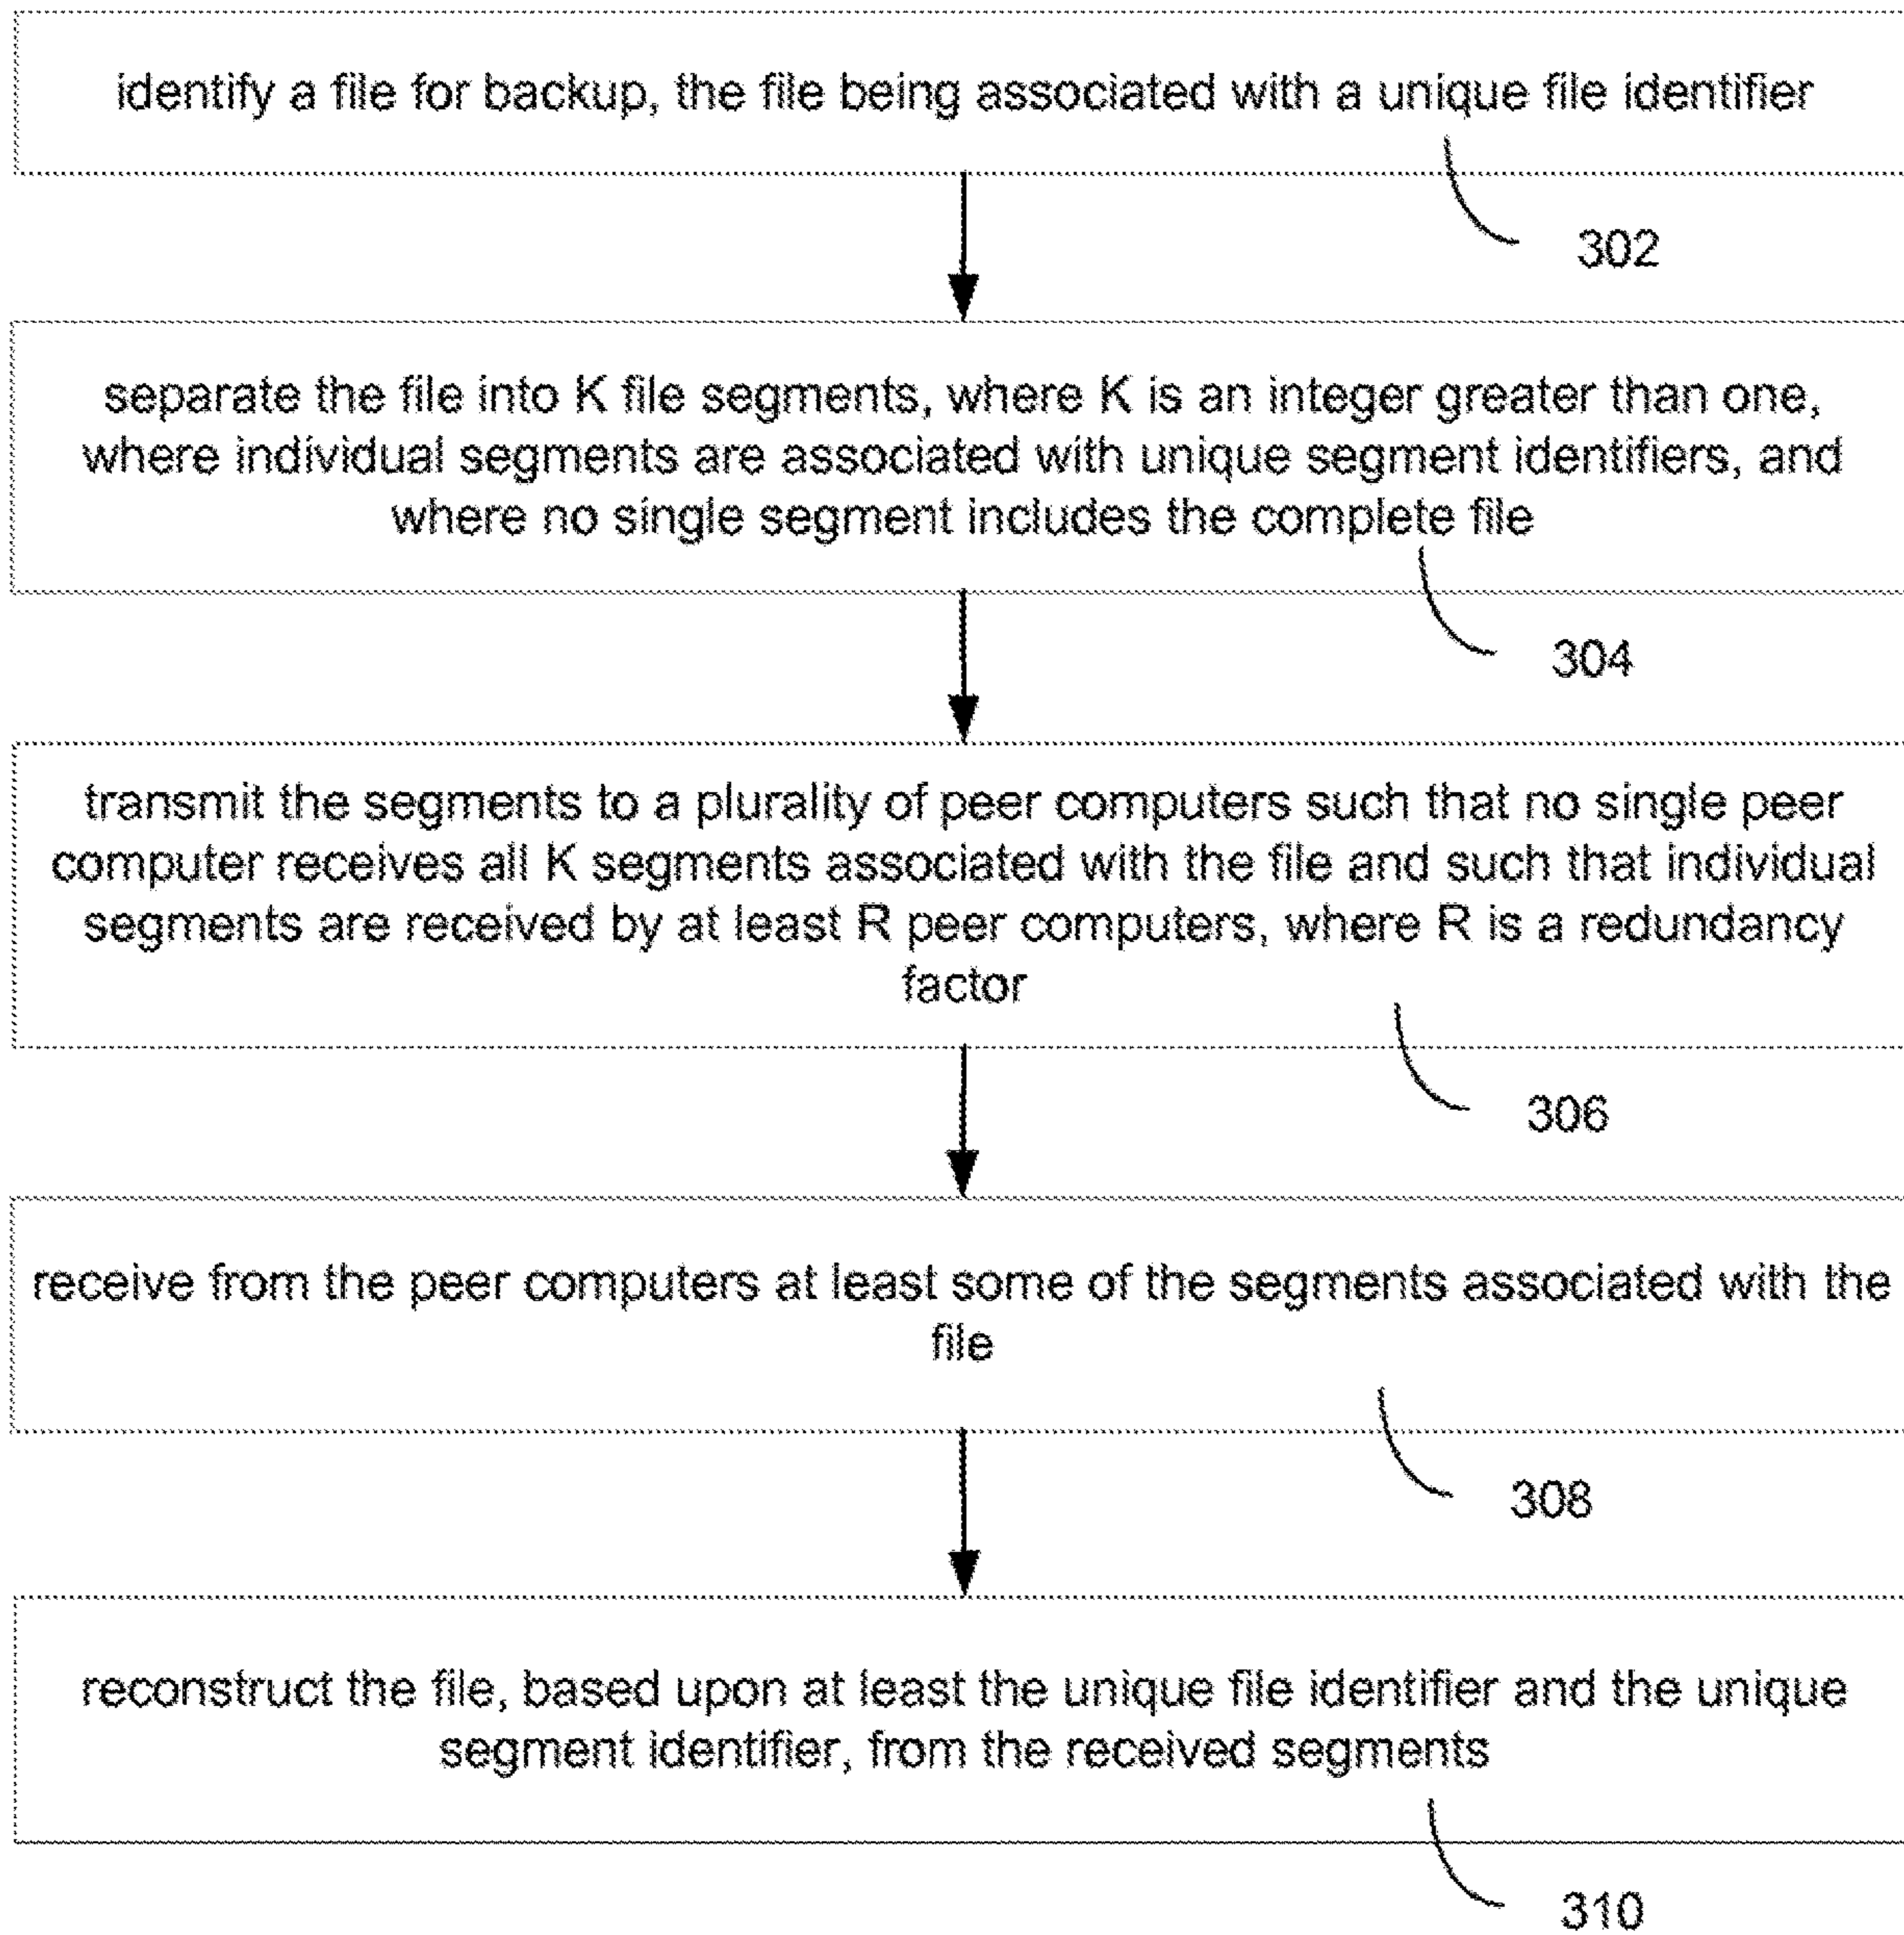 identify a file for backup, the file being associated with a unique file identifier
302
separate the file into K file segments, where K is an integer greater than one,
where individual segments are associated with unique segment identifiers, and
where no single segment includes the complete file
304
transmit the segments to a plurality of peer computers such that no single peer
computer receives all K segments associated with the file and such that individual
segments are received by at least R peer computers, where R is a redundancy
factor
306
receive from the peer computers at least some of the segments associated with the
file
308
reconstruct the file, based upon at least the unique file identifier and the unique
segment identifier, from the received segments
310